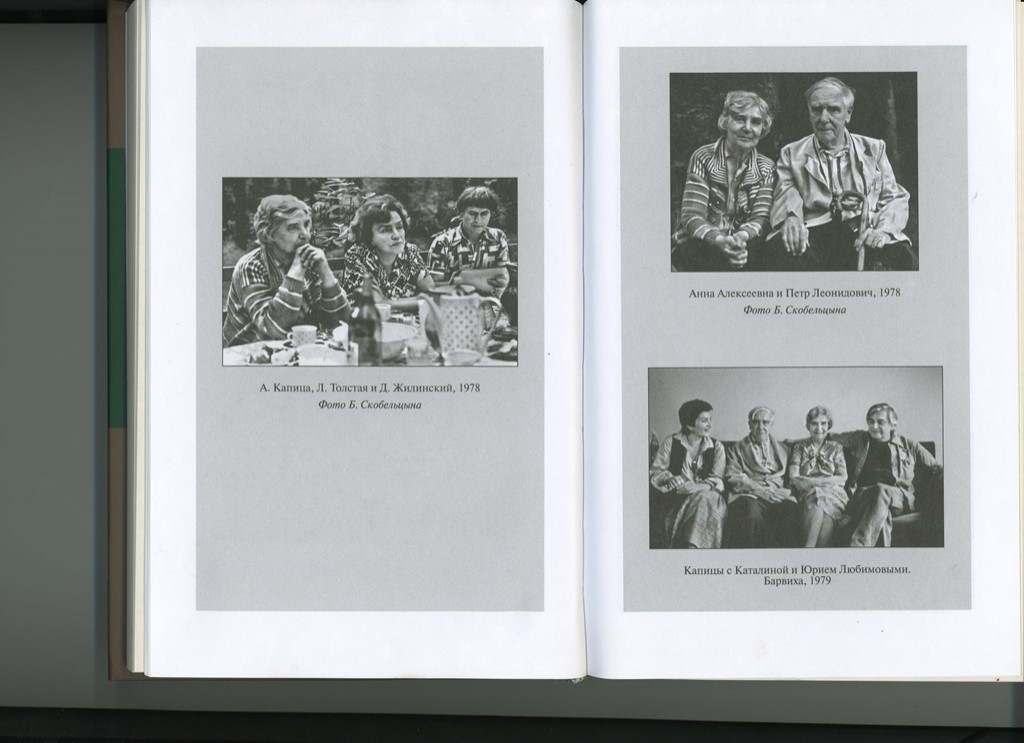 А. Капица, Л. Толстая и Д. Жилинский, 1978
Фото Б. Скобельцына
Анна Алексеевна и Петр Леонидович, 1978
Фото Б. Скобельцына
Капицы с Каталиной и Юрием Любимовыми.
Барвиха, 1979